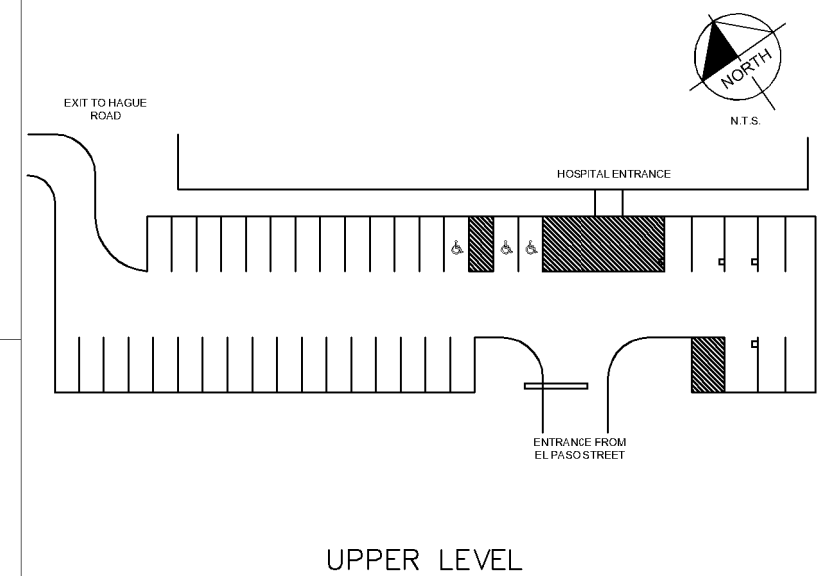 NORTH
N.T.S.
EXIT TO HAGUE
ROAD
HOSPITAL ENTRANCE
ENTRANCE FROM
EL PASO STREET
UPPER LEVEL